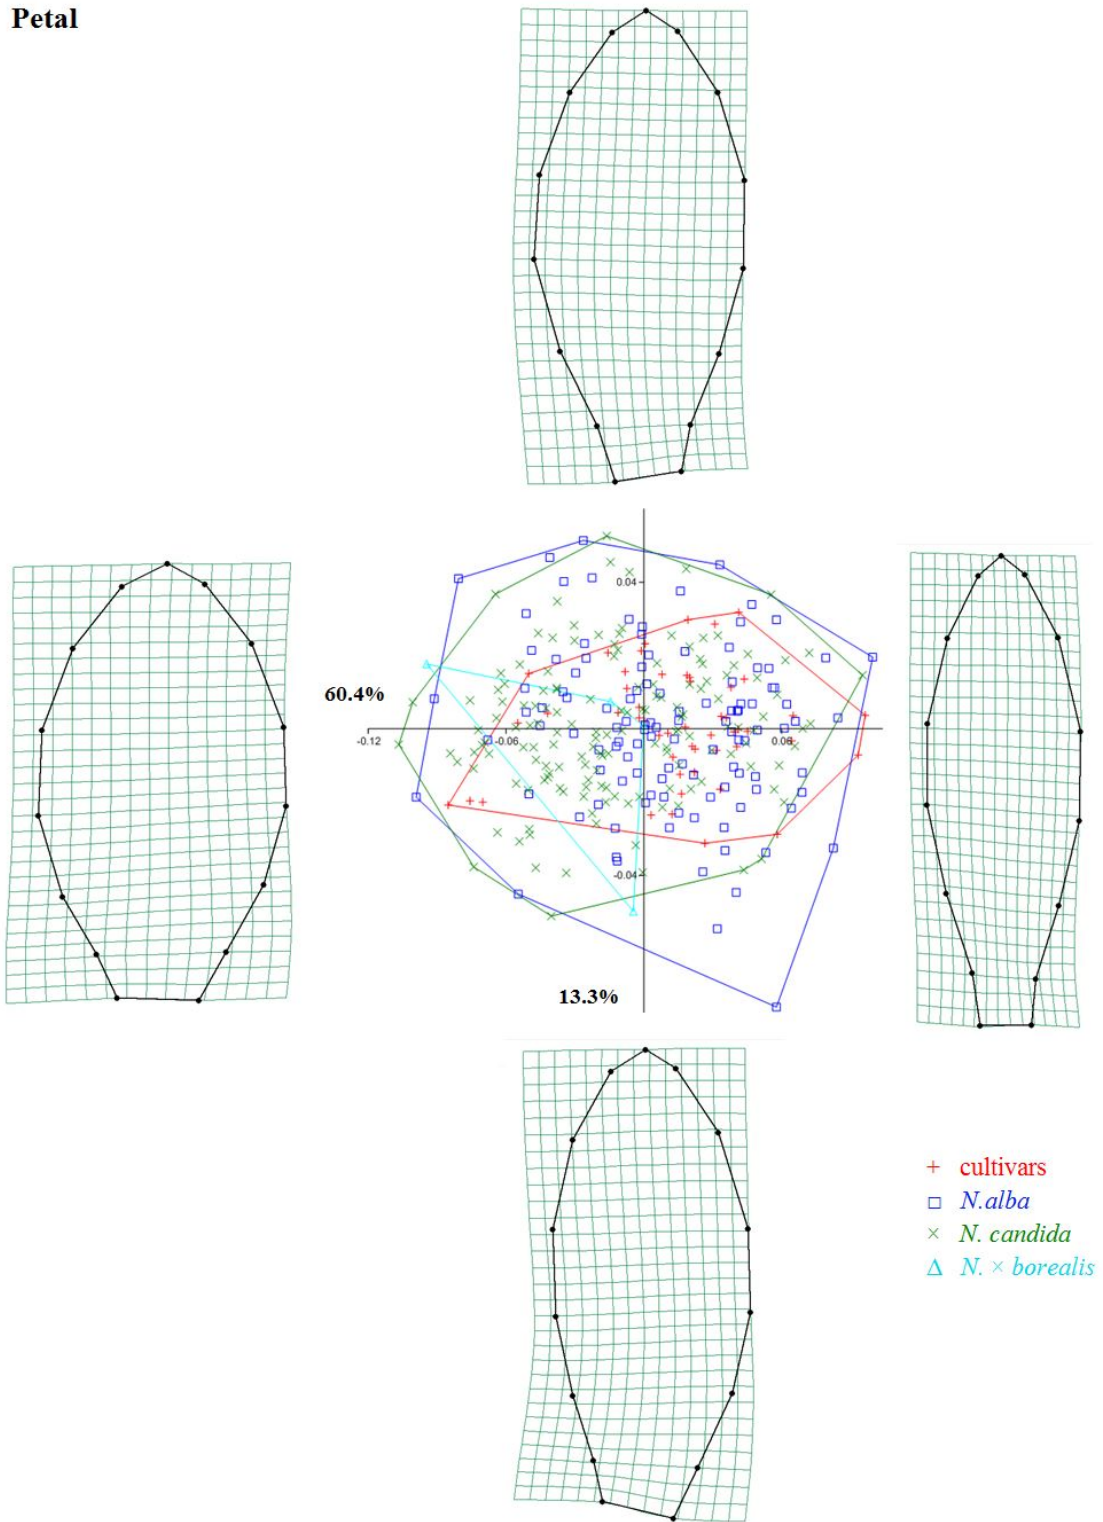 Petal
0.04
60.4%
-0.12
-0.06
0.06
-0.04
13.3%
+ cultivars
□ N.alba
× N. candida
Δ N. × borealis